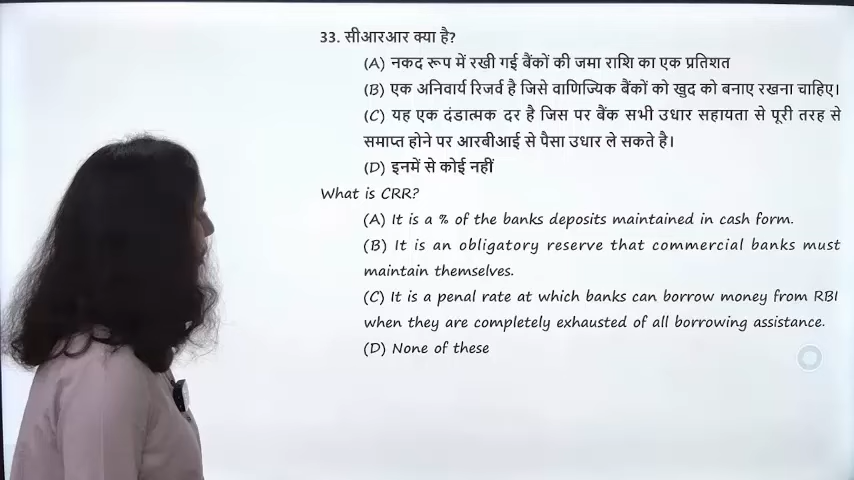 33. सीआरआर क्या है?
(A) नकद रूप में रखी गई बैंकों की जमा राशि का एक प्रतिशत
(B) एक अनिवार्य रिजर्व है जिसे वाणिज्यिक बैंकों को खुद को बनाए रखना चाहिए।
(C) यह एक दंडात्मक दर है जिस पर बैंक सभी उधार सहायता से पूरी तरह से
समाप्त होने पर आरबीआई से पैसा उधार ले सकते है।
(D) इनमें से कोई नहीं
What is CRR?
(A) It is a % of the banks deposits maintained in cash form.
(B) It is an obligatory reserve that commercial banks must
maintain themselves.
(C) It is a penal rate at which banks can borrow money from RBI
when they are completely exhausted of all borrowing assistance.
(D) None of these